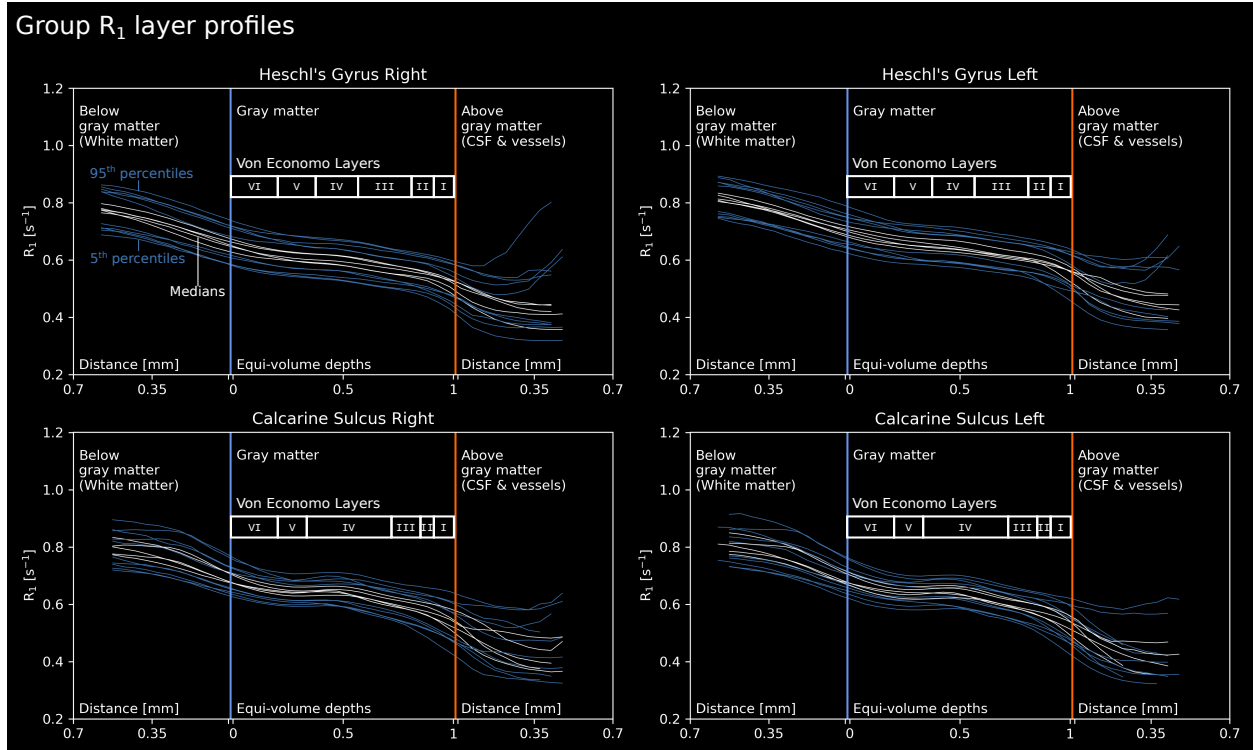 Group R₁ layer profiles
Heschl's Gyrus Right
1.2
1.0
0.8
0.6
0.4
0.2
R₁ [s⁻¹]
Below
gray matter
(White matter)
Gray matter
Above
gray matter
(CSF & vessels)
Von Economo Layers
VI V IV III II I
95th percentiles
5th percentiles
Medians
Distance [mm]
Equi-volume depths
Distance [mm]
0.7 0.35 0 0.5 1 0.35 0.7
Heschl's Gyrus Left
1.2
1.0
0.8
0.6
0.4
0.2
R₁ [s⁻¹]
Below
gray matter
(White matter)
Gray matter
Above
gray matter
(CSF & vessels)
Von Economo Layers
VI V IV III II I
Distance [mm]
Equi-volume depths
Distance [mm]
0.7 0.35 0 0.5 1 0.35 0.7
Calcarine Sulcus Right
1.2
1.0
0.8
0.6
0.4
0.2
R₁ [s⁻¹]
Below
gray matter
(White matter)
Gray matter
Above
gray matter
(CSF & vessels)
Von Economo Layers
VI V IV III II I
Distance [mm]
Equi-volume depths
Distance [mm]
0.7 0.35 0 0.5 1 0.35 0.7
Calcarine Sulcus Left
1.2
1.0
0.8
0.6
0.4
0.2
R₁ [s⁻¹]
Below
gray matter
(White matter)
Gray matter
Above
gray matter
(CSF & vessels)
Von Economo Layers
VI V IV III II I
Distance [mm]
Equi-volume depths
Distance [mm]
0.7 0.35 0 0.5 1 0.35 0.7